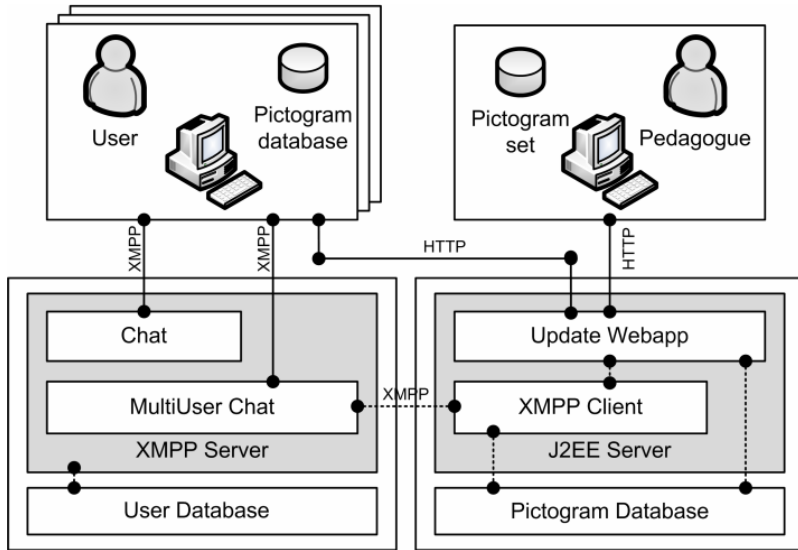 User
Pictogram
database
Pictogram
set
Pedagogue
XMPP
XMPP
HTTP
HTTP
Chat
MultiUser Chat
XMPP Server
User Database
XMPP
Update Webapp
XMPP Client
J2EE Server
Pictogram Database